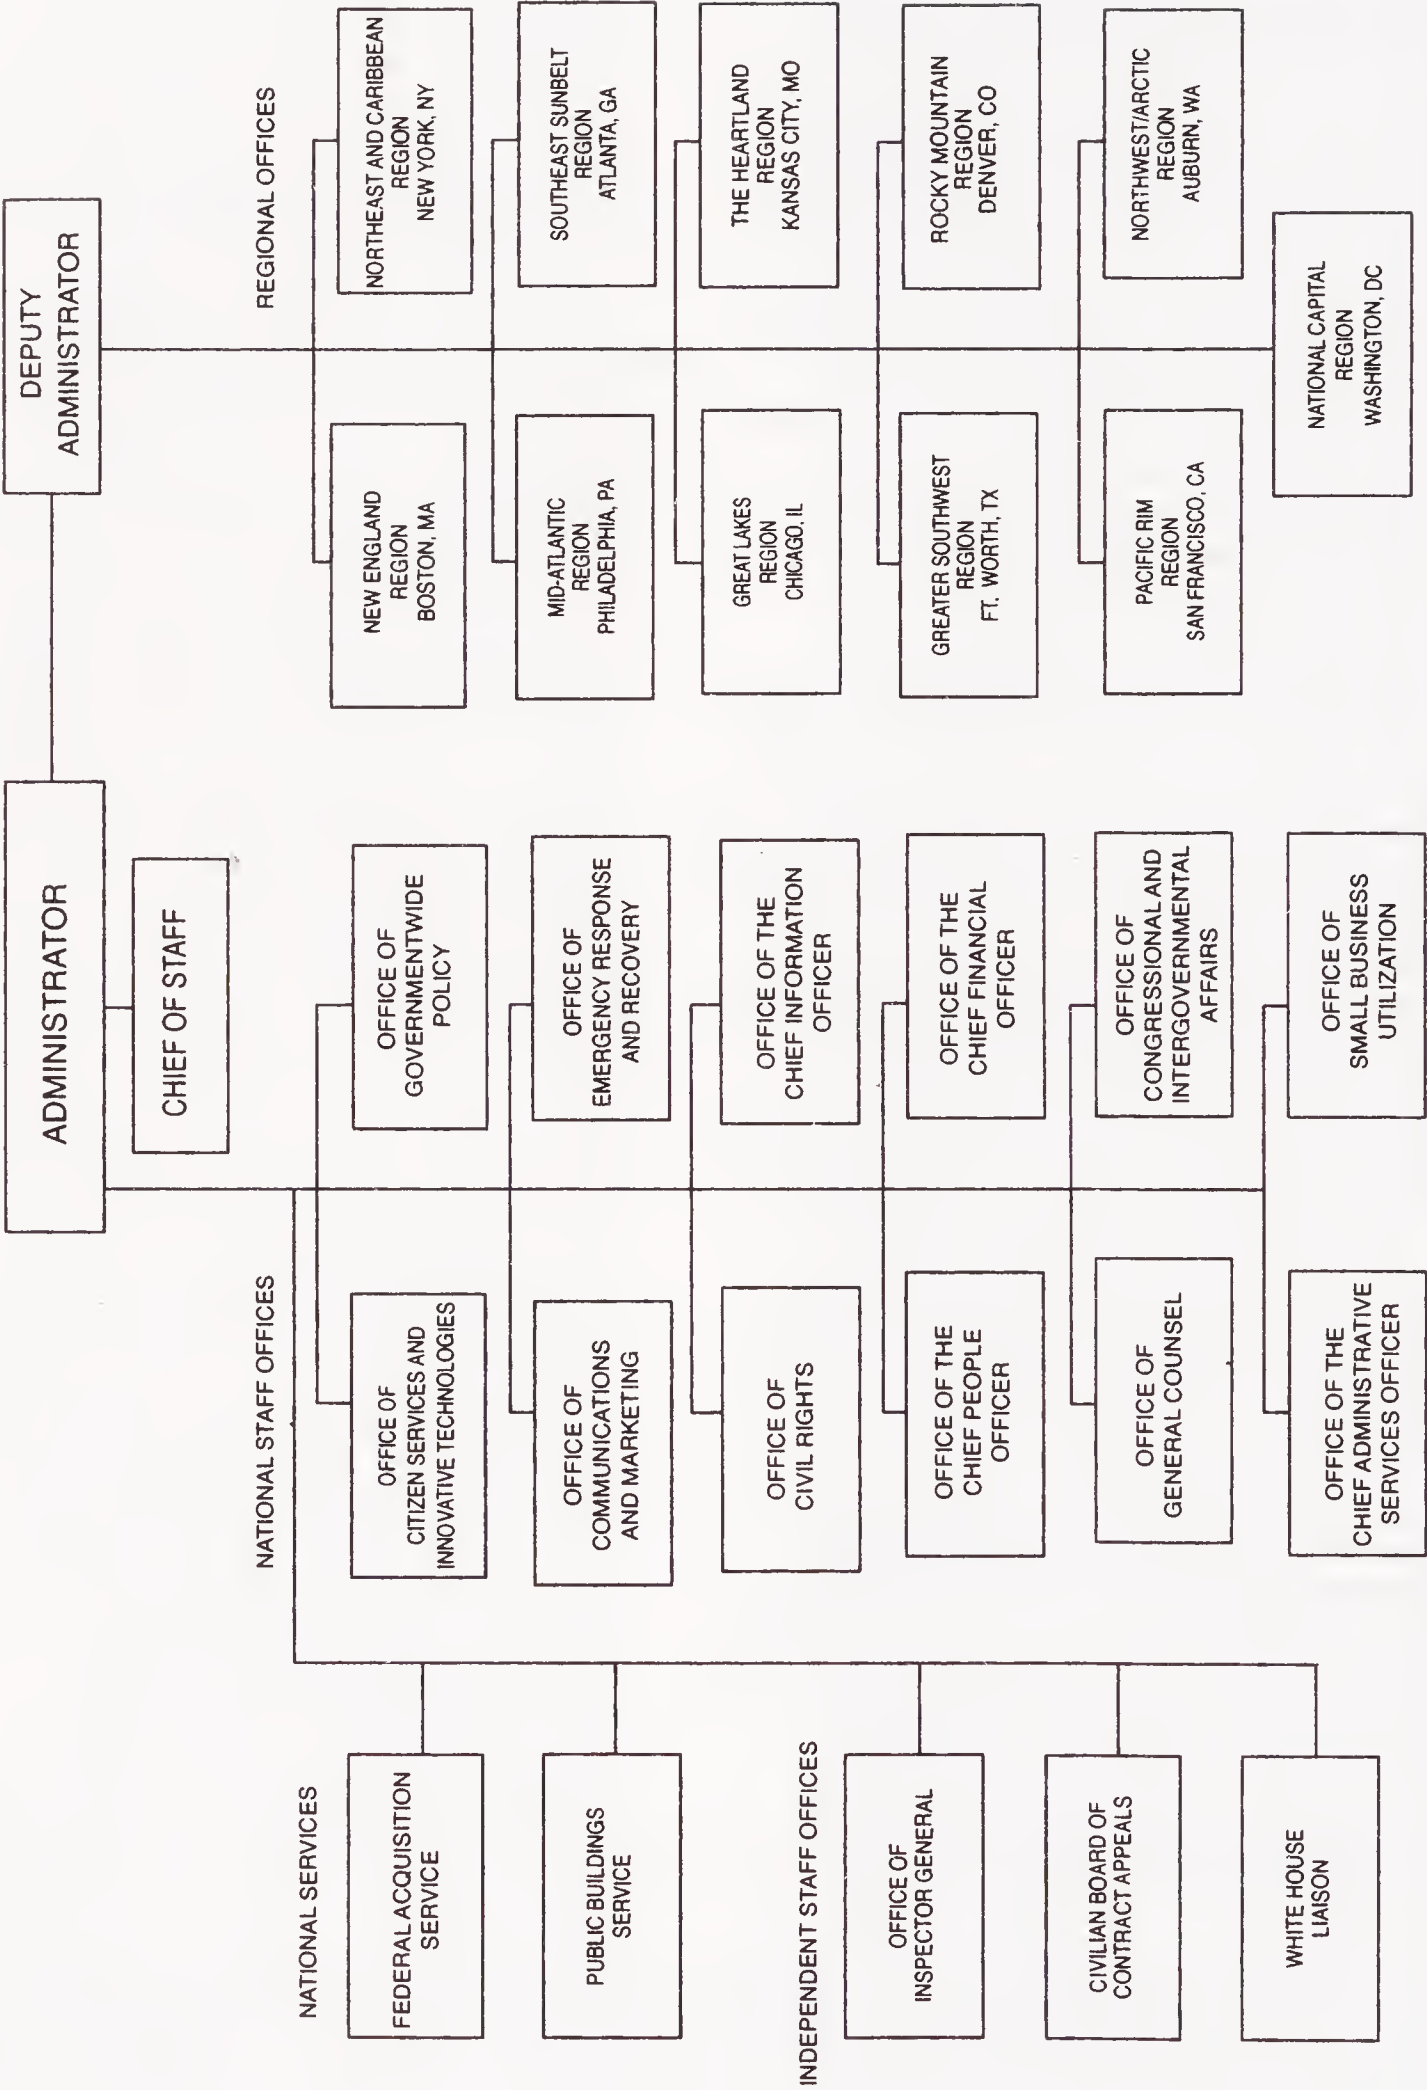 ADMINISTRATOR
DEPUTY
ADMINISTRATOR
CHIEF OF STAFF
NATIONAL SERVICES
FEDERAL ACQUISITION
SERVICE
PUBLIC BUILDINGS
SERVICE
INDEPENDENT STAFF OFFICES
OFFICE OF
INSPECTOR GENERAL
CIVILIAN BOARD OF
CONTRACT APPEALS
WHITE HOUSE
LIAISON
NATIONAL STAFF OFFICES
OFFICE OF
CITIZEN SERVICES AND
INNOVATIVE TECHNOLOGIES
OFFICE OF
GOVERNMENTWIDE
POLICY
OFFICE OF
COMMUNICATIONS
AND MARKETING
OFFICE OF
EMERGENCY RESPONSE
AND RECOVERY
OFFICE OF
CIVIL RIGHTS
OFFICE OF THE
CHIEF INFORMATION
OFFICER
OFFICE OF THE
CHIEF PEOPLE
OFFICER
OFFICE OF THE
CHIEF FINANCIAL
OFFICER
OFFICE OF
GENERAL COUNSEL
OFFICE OF
CONGRESSIONAL AND
INTERGOVERNMENTAL
AFFAIRS
OFFICE OF THE
CHIEF ADMINISTRATIVE
SERVICES OFFICER
OFFICE OF
SMALL BUSINESS
UTILIZATION
REGIONAL OFFICES
NEW ENGLAND
REGION
BOSTON, MA
NORTHEAST AND CARIBBEAN
REGION
NEW YORK, NY
MID-ATLANTIC
REGION
PHILADELPHIA, PA
SOUTHEAST SUNBELT
REGION
ATLANTA, GA
GREAT LAKES
REGION
CHICAGO, IL
THE HEARTLAND
REGION
KANSAS CITY, MO
GREATER SOUTHWEST
REGION
FT. WORTH, TX
ROCKY MOUNTAIN
REGION
DENVER, CO
PACIFIC RIM
REGION
SAN FRANCISCO, CA
NORTHWEST/ARCTIC
REGION
AUBURN, WA
NATIONAL CAPITAL
REGION
WASHINGTON, DC